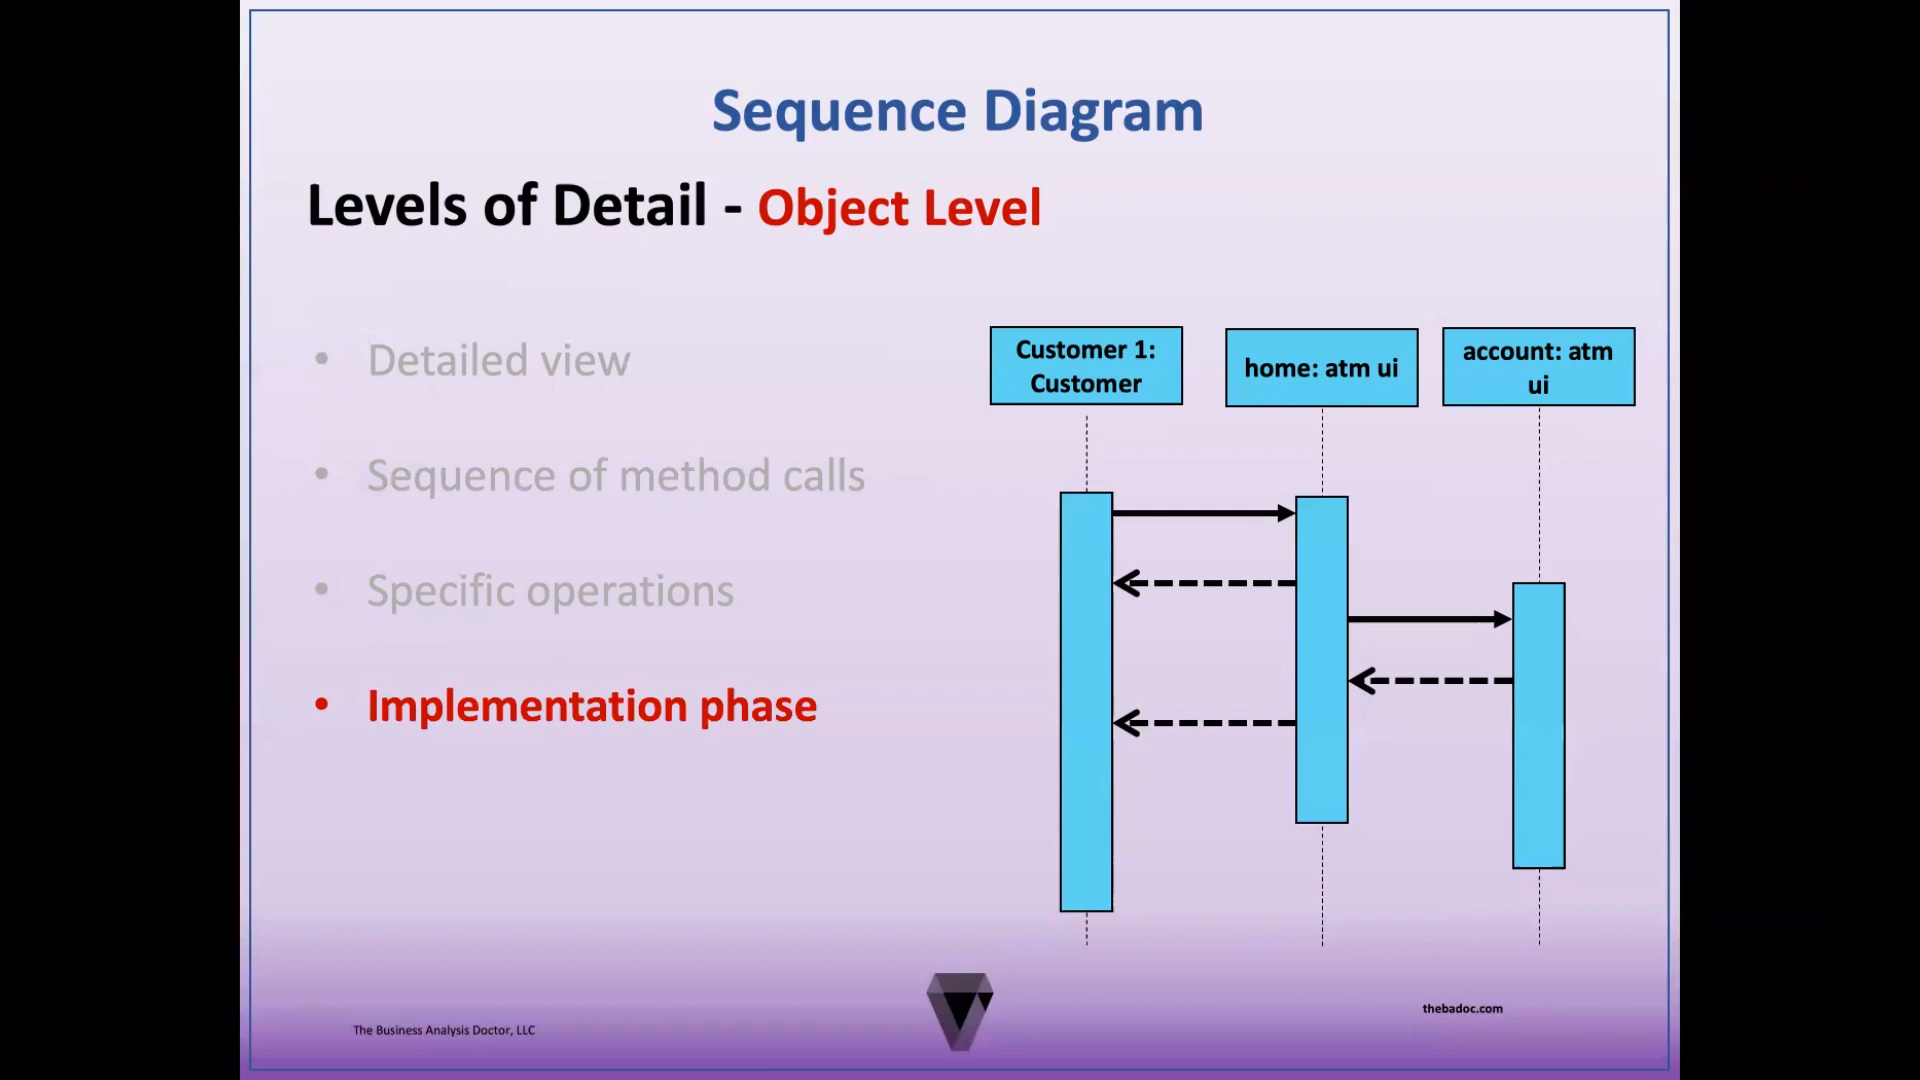 Sequence Diagram
Levels of Detail - Object Level
• Detailed view
• Sequence of method calls
• Specific operations
• Implementation phase
Customer 1:
Customer
home: atm ui
account: atm
ui
The Business Analysis Doctor, LLC
thebadoc.com